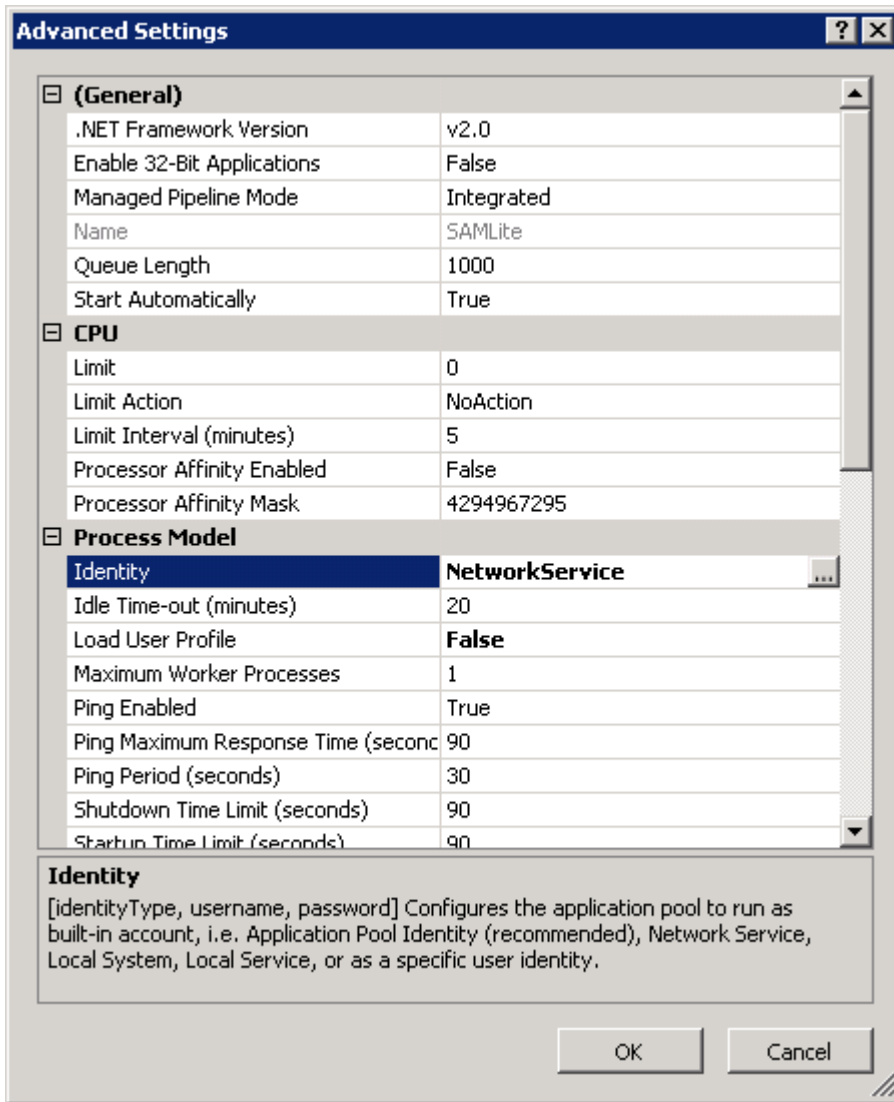 Advanced Settings
(General)
.NET Framework Version v2.0
Enable 32-Bit Applications False
Managed Pipeline Mode Integrated
Name SAMLite
Queue Length 1000
Start Automatically True
CPU
Limit 0
Limit Action NoAction
Limit Interval (minutes) 5
Processor Affinity Enabled False
Processor Affinity Mask 4294967295
Process Model
Identity NetworkService ...
Idle Time-out (minutes) 20
Load User Profile False
Maximum Worker Processes 1
Ping Enabled True
Ping Maximum Response Time (secon 90
Ping Period (seconds) 30
Shutdown Time Limit (seconds) 90
Startup Time Limit (seconds) 90
Identity
[identityType, username, password] Configures the application pool to run as
built-in account, i.e. Application Pool Identity (recommended), Network Service,
Local System, Local Service, or as a specific user identity.
OK Cancel